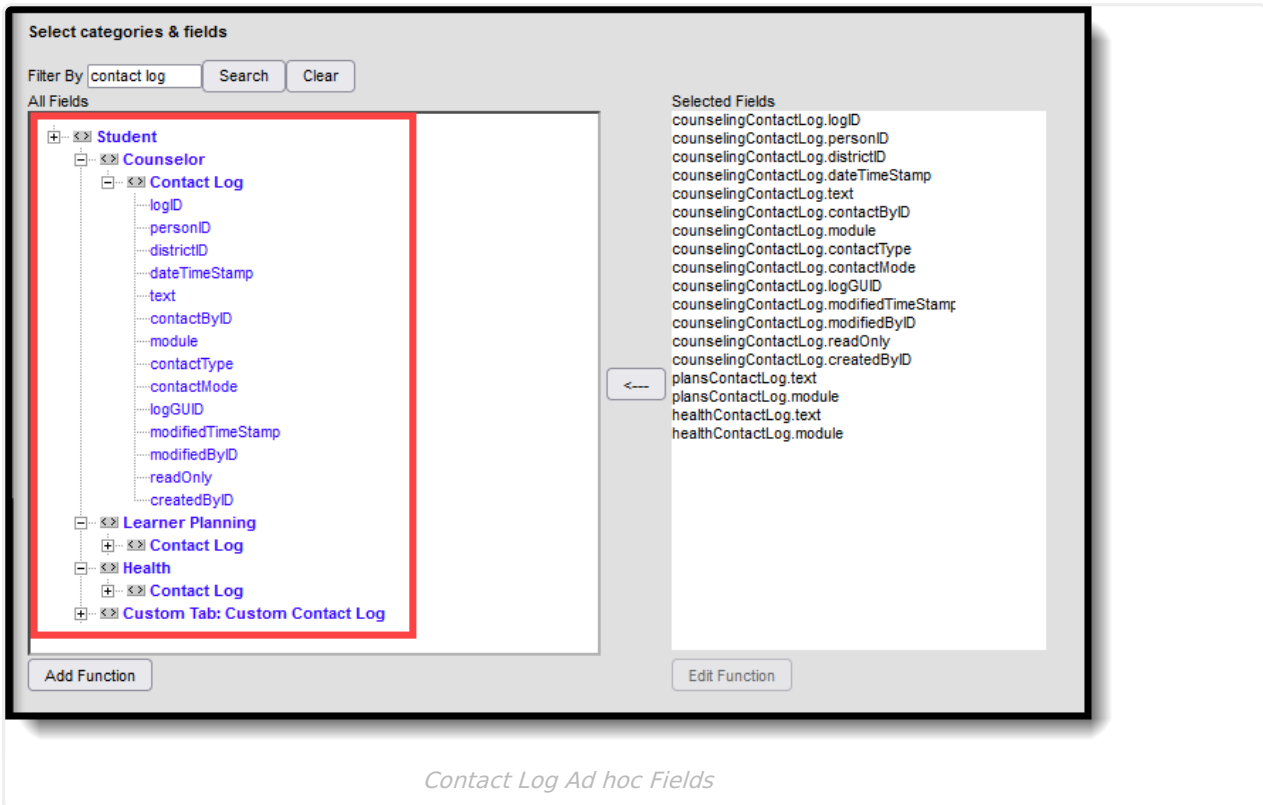 Select categories & fields
Filter By contact log Search Clear
All Fields
Student
Counselor
Contact Log
logID
personID
districtID
dateTimeStamp
text
contactByID
module
contactType
contactMode
logGUID
modifiedTimeStamp
modifiedByID
readOnly
createdByID
Learner Planning
Contact Log
Health
Contact Log
Custom Tab: Custom Contact Log
Add Function
<---
Selected Fields
counselingContactLog.logID
counselingContactLog.personID
counselingContactLog.districtID
counselingContactLog.dateTimeStamp
counselingContactLog.text
counselingContactLog.contactByID
counselingContactLog.module
counselingContactLog.contactType
counselingContactLog.contactMode
counselingContactLog.logGUID
counselingContactLog.modifiedTimeStamp
counselingContactLog.modifiedByID
counselingContactLog.readOnly
counselingContactLog.createdByID
plansContactLog.text
plansContactLog.module
healthContactLog.text
healthContactLog.module
Edit Function
Contact Log Ad hoc Fields